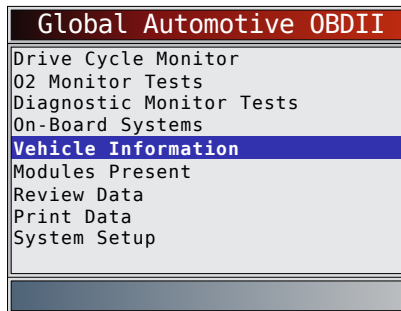 Global Automotive OBDII
Drive Cycle Monitor
O2 Monitor Tests
Diagnostic Monitor Tests
On-Board Systems
Vehicle Information
Modules Present
Review Data
Print Data
System Setup